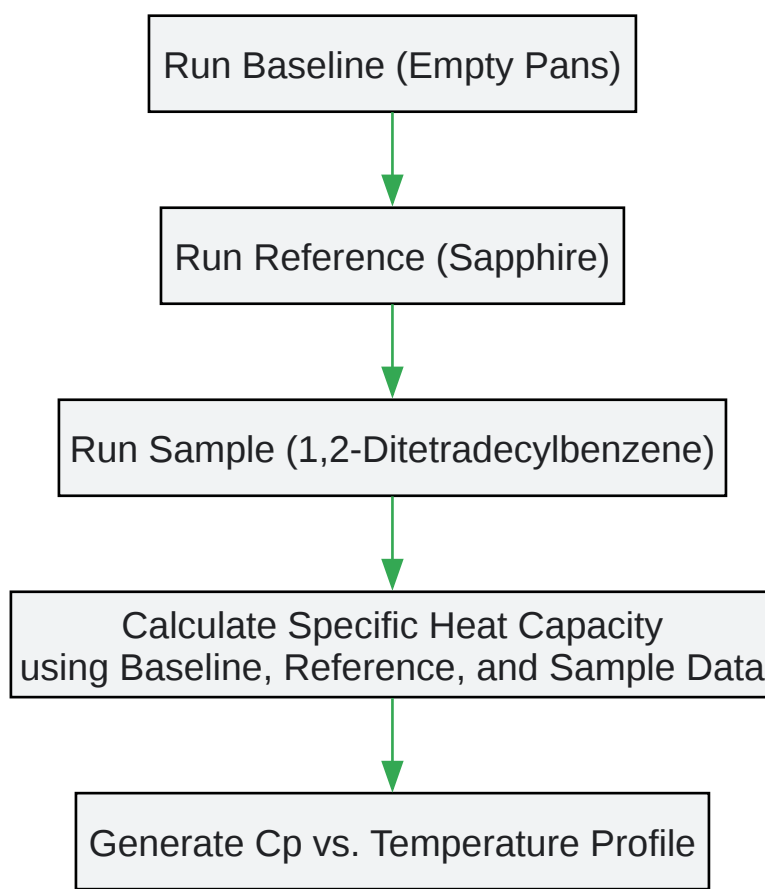 Run Baseline (Empty Pans)
Run Reference (Sapphire)
Run Sample (1,2-Ditetradecylbenzene)
Calculate Specific Heat Capacity
using Baseline, Reference, and Sample Data
Generate Cp vs. Temperature Profile